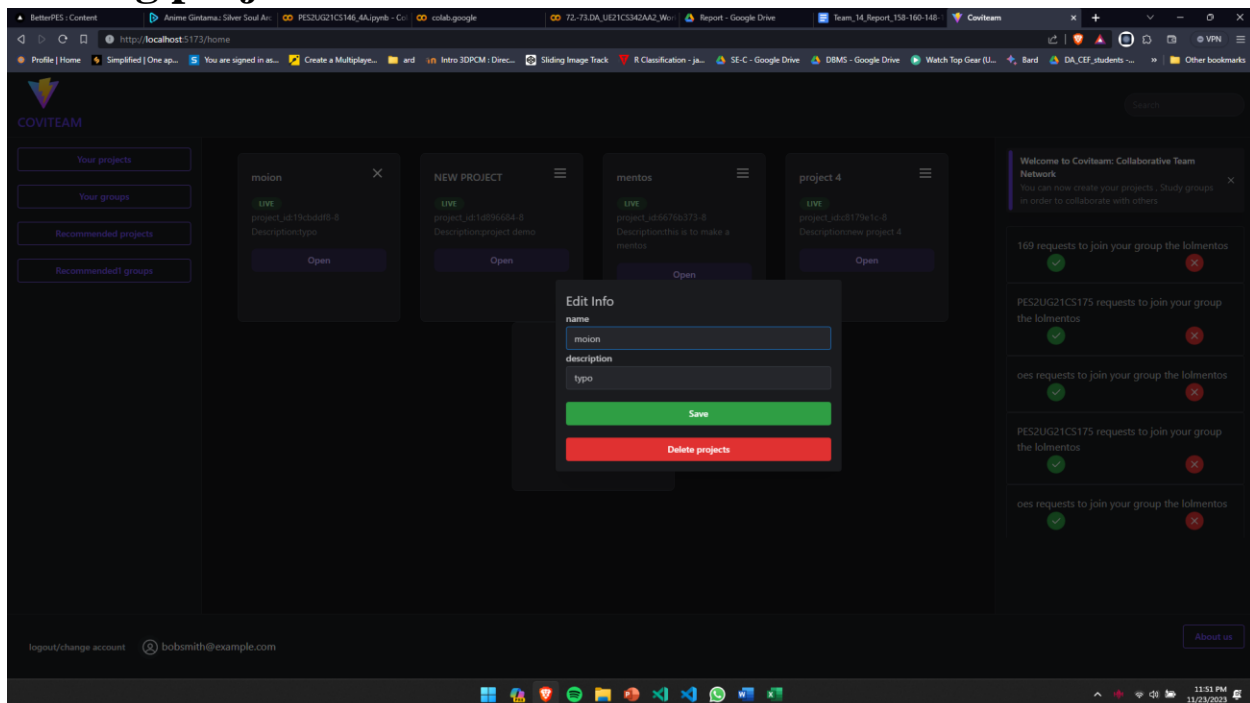 BetterPES : Content
Anime Gintama.: Silver Soul Arc
PES2UG21CS146_4A.ipynb - Col
colab.google
72.-73.DA_UE21CS342AA2_Wor
Report - Google Drive
Team_14_Report_158-160-148-1
Coviteam
http://localhost:5173/home
VPN
Profile | Home
Simplified | One ap...
You are signed in as...
Create a Multiplaye...
ard
Intro 3DPCM : Direc...
Sliding Image Track
R Classification - ja...
SE-C - Google Drive
DBMS - Google Drive
Watch Top Gear (U...
Bard
DA_CEF_students -...
Other bookmarks
COVITEAM
Search
Your projects
Your groups
Recommended projects
Recommended1 groups
moion
LIVE
project_id:19cbddf8-8
Description:typo
Open
NEW PROJECT
LIVE
project_id:1d896684-8
Description:project demo
Open
mentos
LIVE
project_id:6676b373-8
Description:this is to make a
mentos
Open
project 4
LIVE
project_id:c8179e1c-8
Description:new project 4
Open
Edit Info
name
moion
description
typo
Save
Delete projects
Welcome to Coviteam: Collaborative Team
Network
You can now create your projects , Study groups
in order to collaborate with others
169 requests to join your group the lolmentos
PES2UG21CS175 requests to join your group
the lolmentos
oes requests to join your group the lolmentos
PES2UG21CS175 requests to join your group
the lolmentos
oes requests to join your group the lolmentos
logout/change account
bobsmith@example.com
About us
11:51 PM
11/23/2023